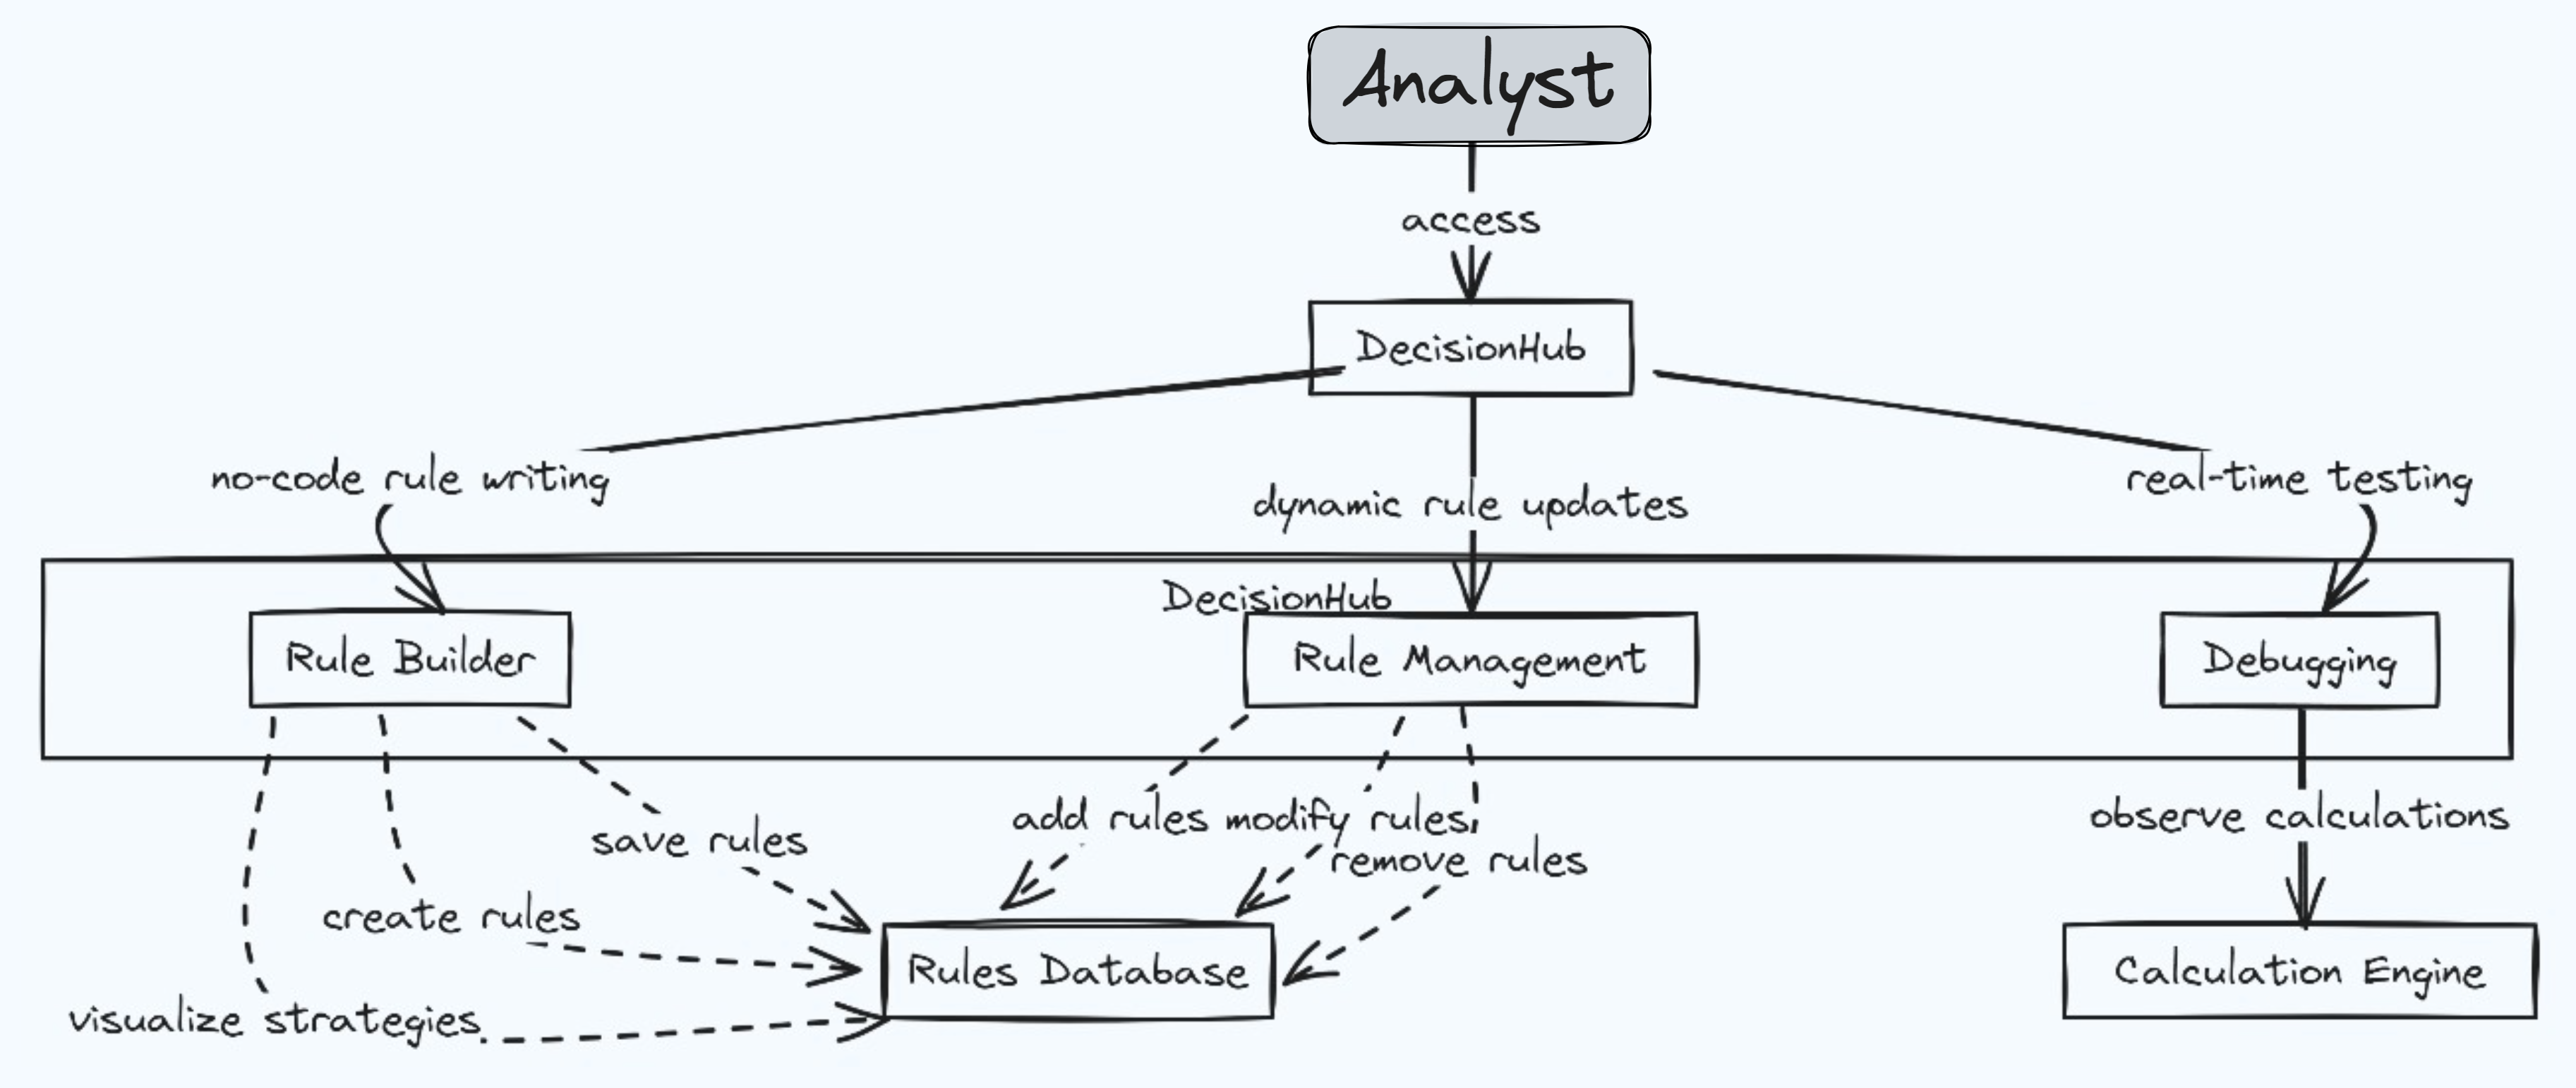 Analyst
access
DecisionHub
no-code rule writing
dynamic rule updates
real-time testing
DecisionHub
Rule Builder
Rule Management
Debugging
save rules
add rules
modify rules
remove rules
observe calculations
create rules
visualize strategies
Rules Database
Calculation Engine